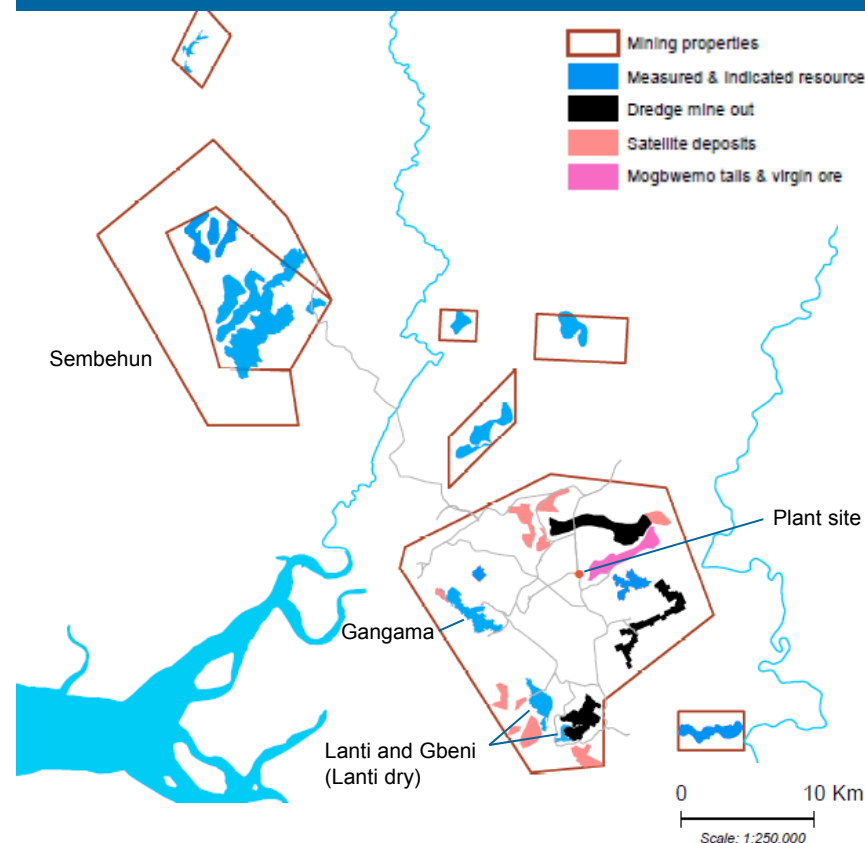 Mining properties
Measured & Indicated resource
Dredge mine out
Satellite deposits
Mogbwemo tails & virgin ore
Sembehun
Plant site
Gangama
Lanti and Gbeni
(Lanti dry)
0 10 Km
Scale: 1:250.000